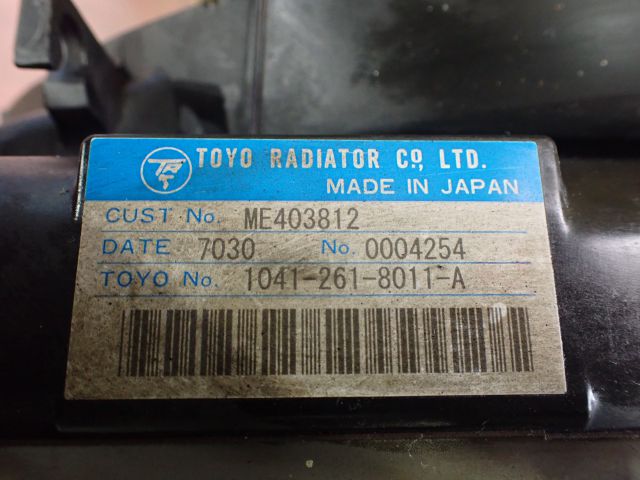 TOYO RADIATOR CO., LTD.
MADE IN JAPAN
CUST No. ME403812
DATE 7030 No. 0004254
TOYO No. 1041-261-8011-A